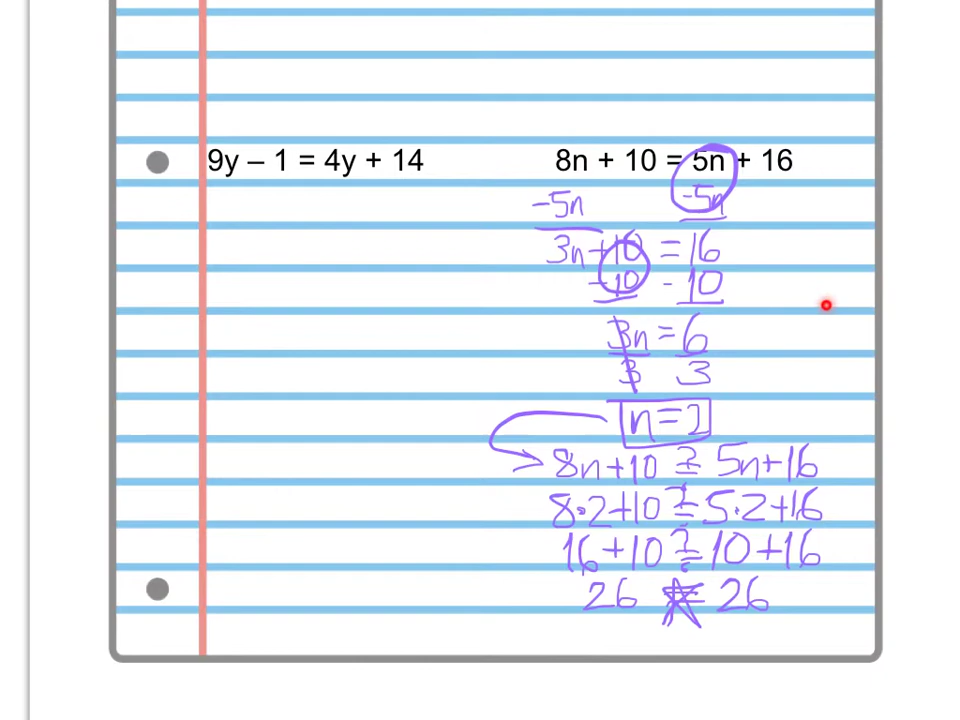 9y – 1 = 4y + 14
8n + 10 = 5n + 16
-5n -5n
3n+10 = 16
-10 -10
3n = 6
3 3
n=2
8n+10 ≟ 5n+16
8·2+10 ≟ 5·2+16
16+10 ≟ 10+16
26 = 26